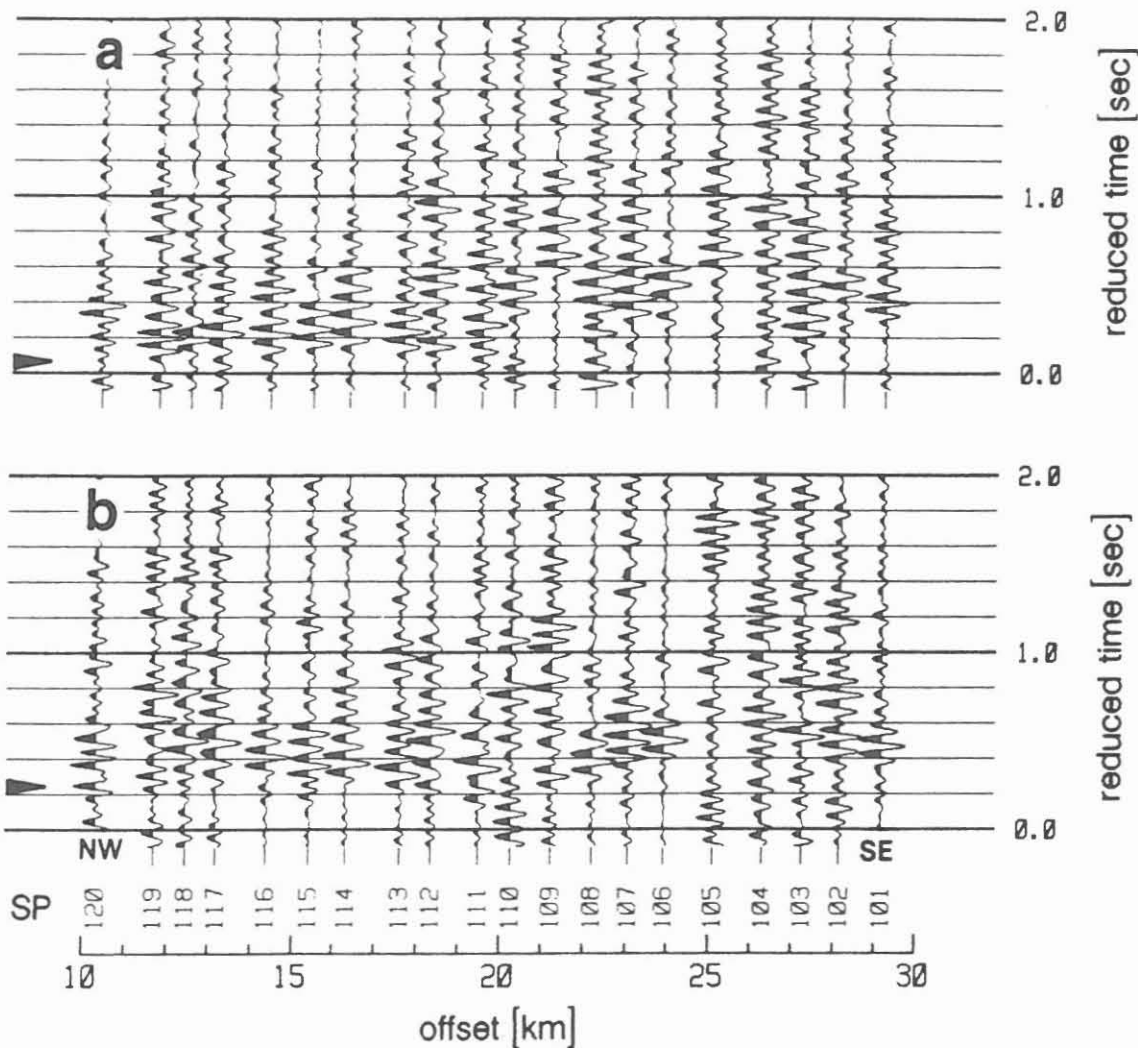 a
2.0
1.0
0.0
reduced time [sec]
b
2.0
1.0
0.0
reduced time [sec]
NW
SE
SP
120 119 118 117 116 115 114 113 112 111 110 109 108 107 106 105 104 103 102 101
10 15 20 25 30
offset [km]